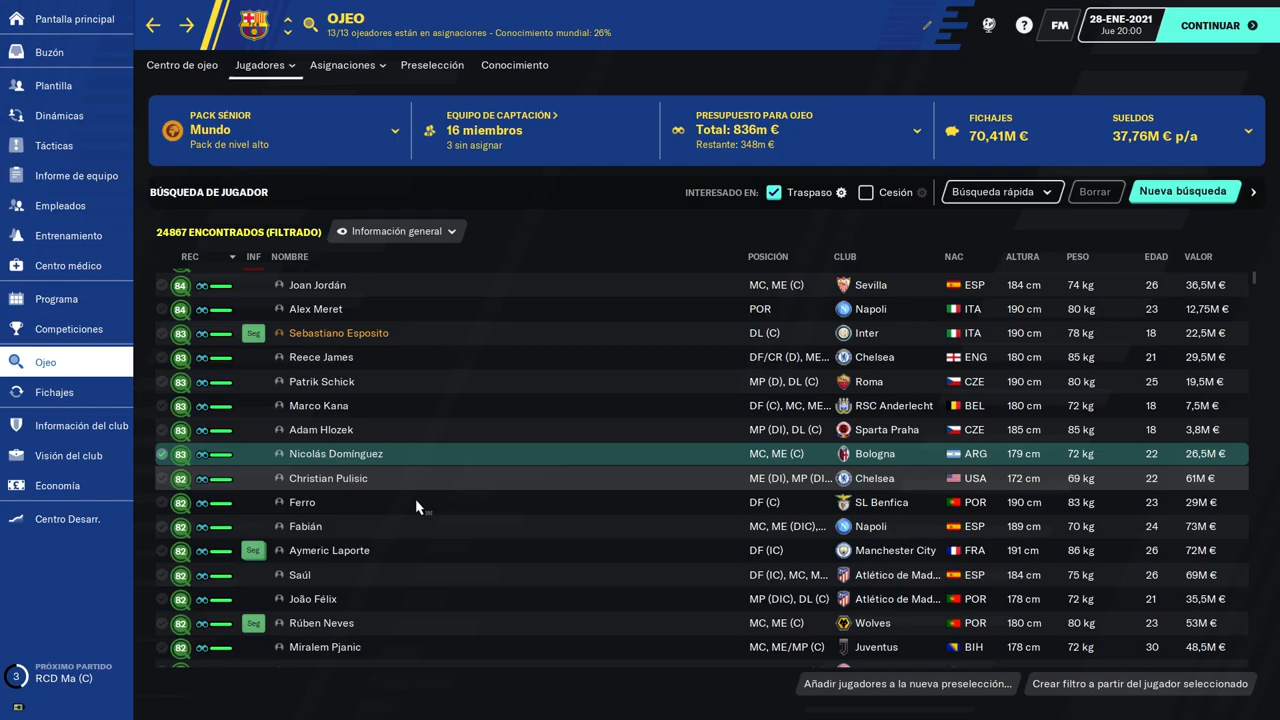 Pantalla principal
OJEO
13/13 ojeadores están en asignaciones - Conocimiento mundial: 26%
FM
28-ENE-2021
Jue 20:00
CONTINUAR
Buzón
Plantilla
Dinámicas
Tácticas
Informe de equipo
Empleados
Entrenamiento
Centro médico
Programa
Competiciones
Ojeo
Fichajes
Información del club
Visión del club
Economía
Centro Desarr.
3
PRÓXIMO PARTIDO
RCD Ma (C)
Centro de ojeo Jugadores Asignaciones Preselección Conocimiento
PACK SÉNIOR
Mundo
Pack de nivel alto
EQUIPO DE CAPTACIÓN >
16 miembros
3 sin asignar
PRESUPUESTO PARA OJEO
Total: 836m €
Restante: 348m €
FICHAJES
70,41M €
SUELDOS
37,76M € p/a
BÚSQUEDA DE JUGADOR
INTERESADO EN: Traspaso Cesión Búsqueda rápida Borrar Nueva búsqueda
24867 ENCONTRADOS (FILTRADO) Información general
REC INF NOMBRE POSICIÓN CLUB NAC ALTURA PESO EDAD VALOR
84 Joan Jordán MC, ME (C) Sevilla ESP 184 cm 74 kg 26 36,5M €
84 Alex Meret POR Napoli ITA 190 cm 80 kg 23 12,75M €
83 Seg Sebastiano Esposito DL (C) Inter ITA 190 cm 78 kg 18 22,5M €
83 Reece James DF/CR (D), ME... Chelsea ENG 180 cm 85 kg 21 29,5M €
83 Patrik Schick MP (D), DL (C) Roma CZE 190 cm 80 kg 25 19,5M €
83 Marco Kana DF (C), MC, ME... RSC Anderlecht BEL 180 cm 72 kg 18 7,5M €
83 Adam Hlozek MP (DI), DL (C) Sparta Praha CZE 185 cm 85 kg 18 3,8M €
83 Nicolás Domínguez MC, ME (C) Bologna ARG 179 cm 72 kg 22 26,5M €
82 Christian Pulisic ME (DI), MP (DI... Chelsea USA 172 cm 69 kg 22 61M €
82 Ferro DF (C) SL Benfica POR 190 cm 83 kg 23 29M €
82 Fabián MC, ME (DIC),... Napoli ESP 189 cm 70 kg 24 73M €
82 Seg Aymeric Laporte DF (IC) Manchester City FRA 191 cm 86 kg 26 72M €
82 Saúl DF (IC), MC, M... Atlético de Mad... ESP 184 cm 75 kg 26 69M €
82 João Félix MP (DIC), DL (C) Atlético de Mad... POR 178 cm 72 kg 21 35,5M €
82 Seg Rúben Neves MC, ME (C) Wolves POR 180 cm 80 kg 23 53M €
82 Miralem Pjanic MC, ME/MP (C) Juventus BIH 178 cm 72 kg 30 48,5M €
Añadir jugadores a la nueva preselección... Crear filtro a partir del jugador seleccionado